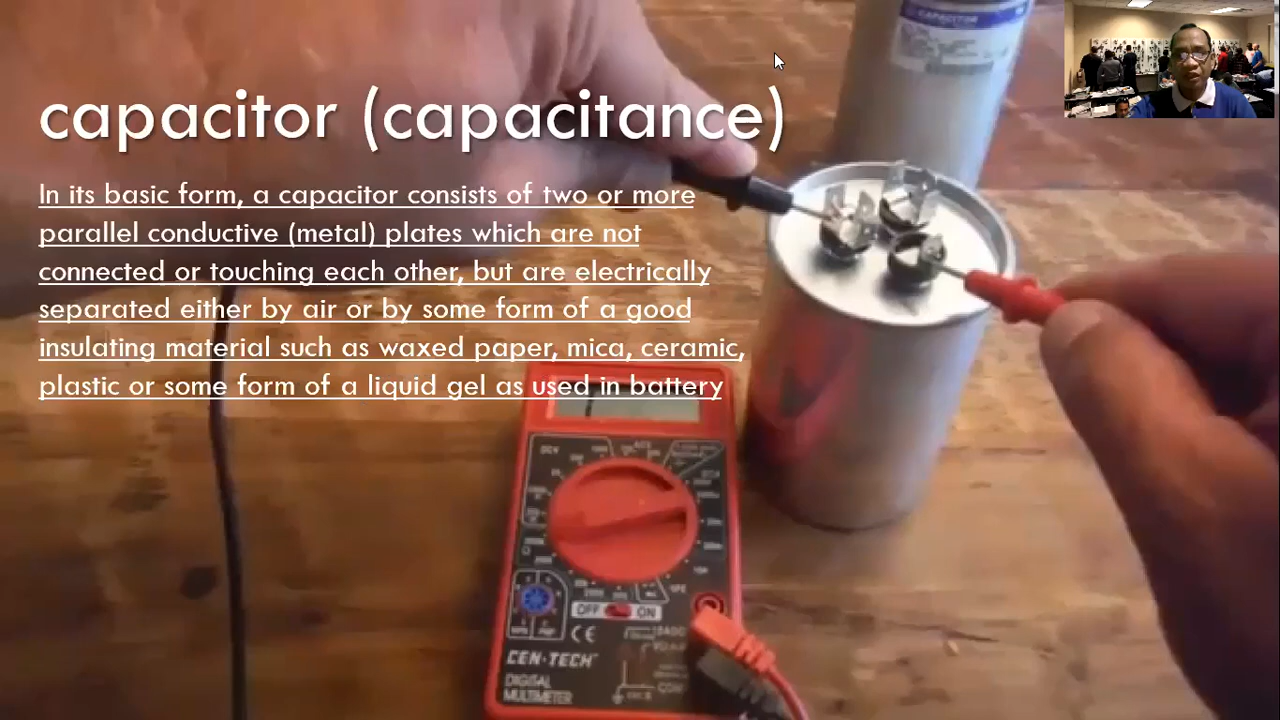 CAPACITOR
capacitor (capacitance)
In its basic form, a capacitor consists of two or more
parallel conductive (metal) plates which are not
connected or touching each other, but are electrically
separated either by air or by some form of a good
insulating material such as waxed paper, mica, ceramic,
plastic or some form of a liquid gel as used in battery
OFF ON
CE
CEN-TECH
DIGITAL
MULTIMETER